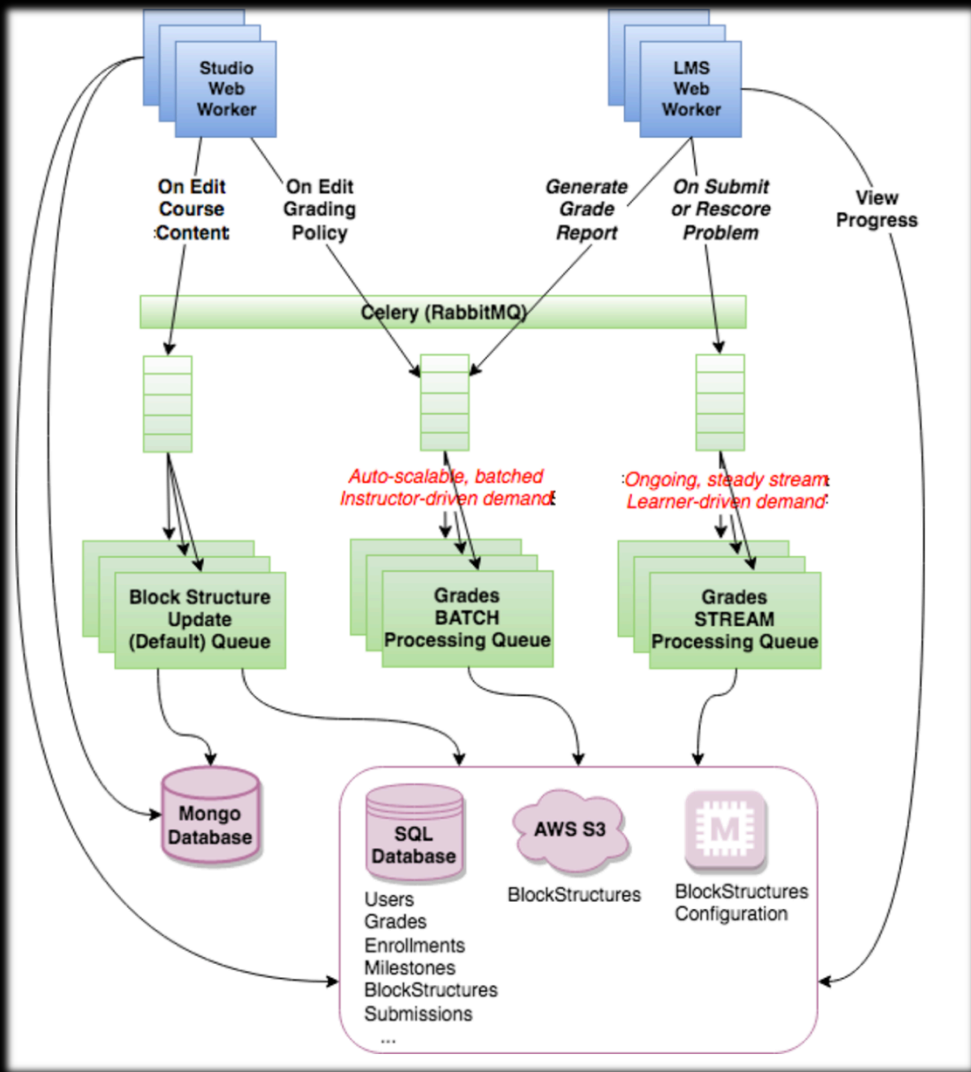 Studio
Web
Worker
LMS
Web
Worker
On Edit
Course
Content
On Edit
Grading
Policy
Generate
Grade
Report
On Submit
or Rescore
Problem
View
Progress
Celery (RabbitMQ)
Auto-scalable, batched
Instructor-driven demand
Ongoing, steady stream
Learner-driven demand
Block Structure
Update
(Default) Queue
Grades
BATCH
Processing Queue
Grades
STREAM
Processing Queue
Mongo
Database
SQL
Database
Users
Grades
Enrollments
Milestones
BlockStructures
Submissions
...
AWS S3
BlockStructures
M
BlockStructures
Configuration